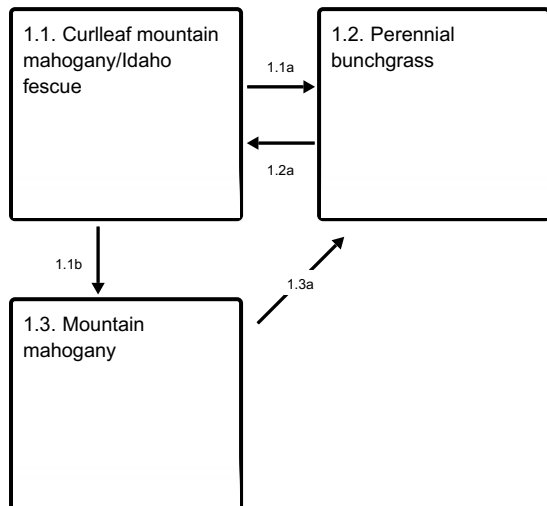 1.1. Curlleaf mountain
mahogany/Idaho
fescue
1.1a
1.2. Perennial
bunchgrass
1.2a
1.1b
1.3a
1.3. Mountain
mahogany